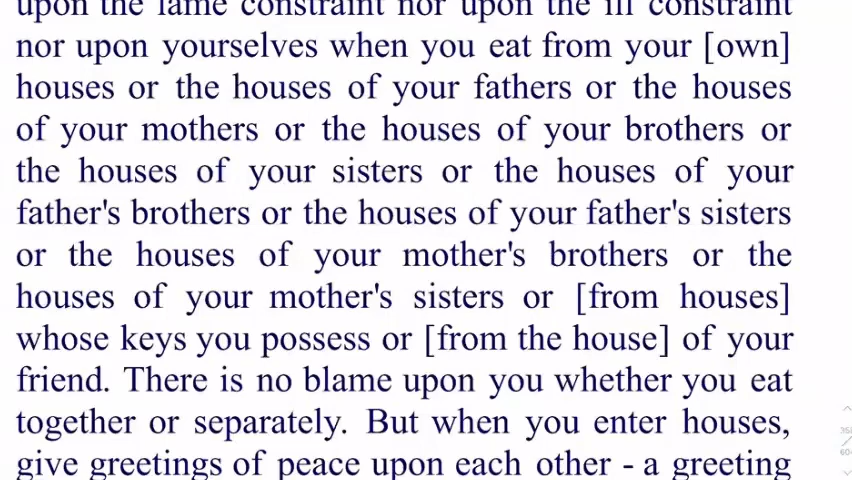 upon the lame constraint nor upon the ill constraint
nor upon yourselves when you eat from your [own]
houses or the houses of your fathers or the houses
of your mothers or the houses of your brothers or
the houses of your sisters or the houses of your
father's brothers or the houses of your father's sisters
or the houses of your mother's brothers or the
houses of your mother's sisters or [from houses]
whose keys you possess or [from the house] of your
friend. There is no blame upon you whether you eat
together or separately. But when you enter houses,
give greetings of peace upon each other - a greeting